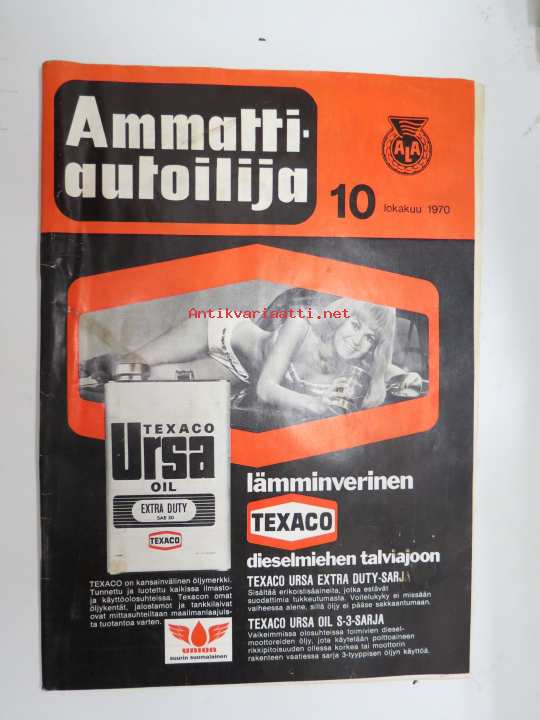 Ammatti-
autoilija
ALA
10 lokakuu 1970
Antikvariaatti.net
TEXACO
Ursa
OIL
EXTRA DUTY
SAE 30
TEXACO
lämminverinen
TEXACO
dieselmiehen talviajoon
TEXACO on kansainvälinen öljymerkki.
Tunnettu ja luotettu kaikissa ilmasto-
ja käyttöolosuhteissa. Texacon omat
öljykentät, jalostamot ja tankkilaivat
ovat mittasuhteiltaan maailmanlaajuis-
ta tuotantoa varten.
union
suurin suomalainen
TEXACO URSA EXTRA DUTY-SARJA
Sisältää erikoislisäaineita, jotka estävät
suodattimia tukkeutumasta. Voitelukyky ei missään
vaiheessa alene, sillä öljy ei pääse sakkaantumaan.
TEXACO URSA OIL S-3-SARJA
Vaikeimmissa olosuhteissa toimivien diesel-
moottoreiden öljy, jota käytetään polttoaineen
rikkipitoisuuden ollessa korkea tai moottorin
rakenteen vaatiessa sarja 3-tyyppisen öljyn käyttöä.